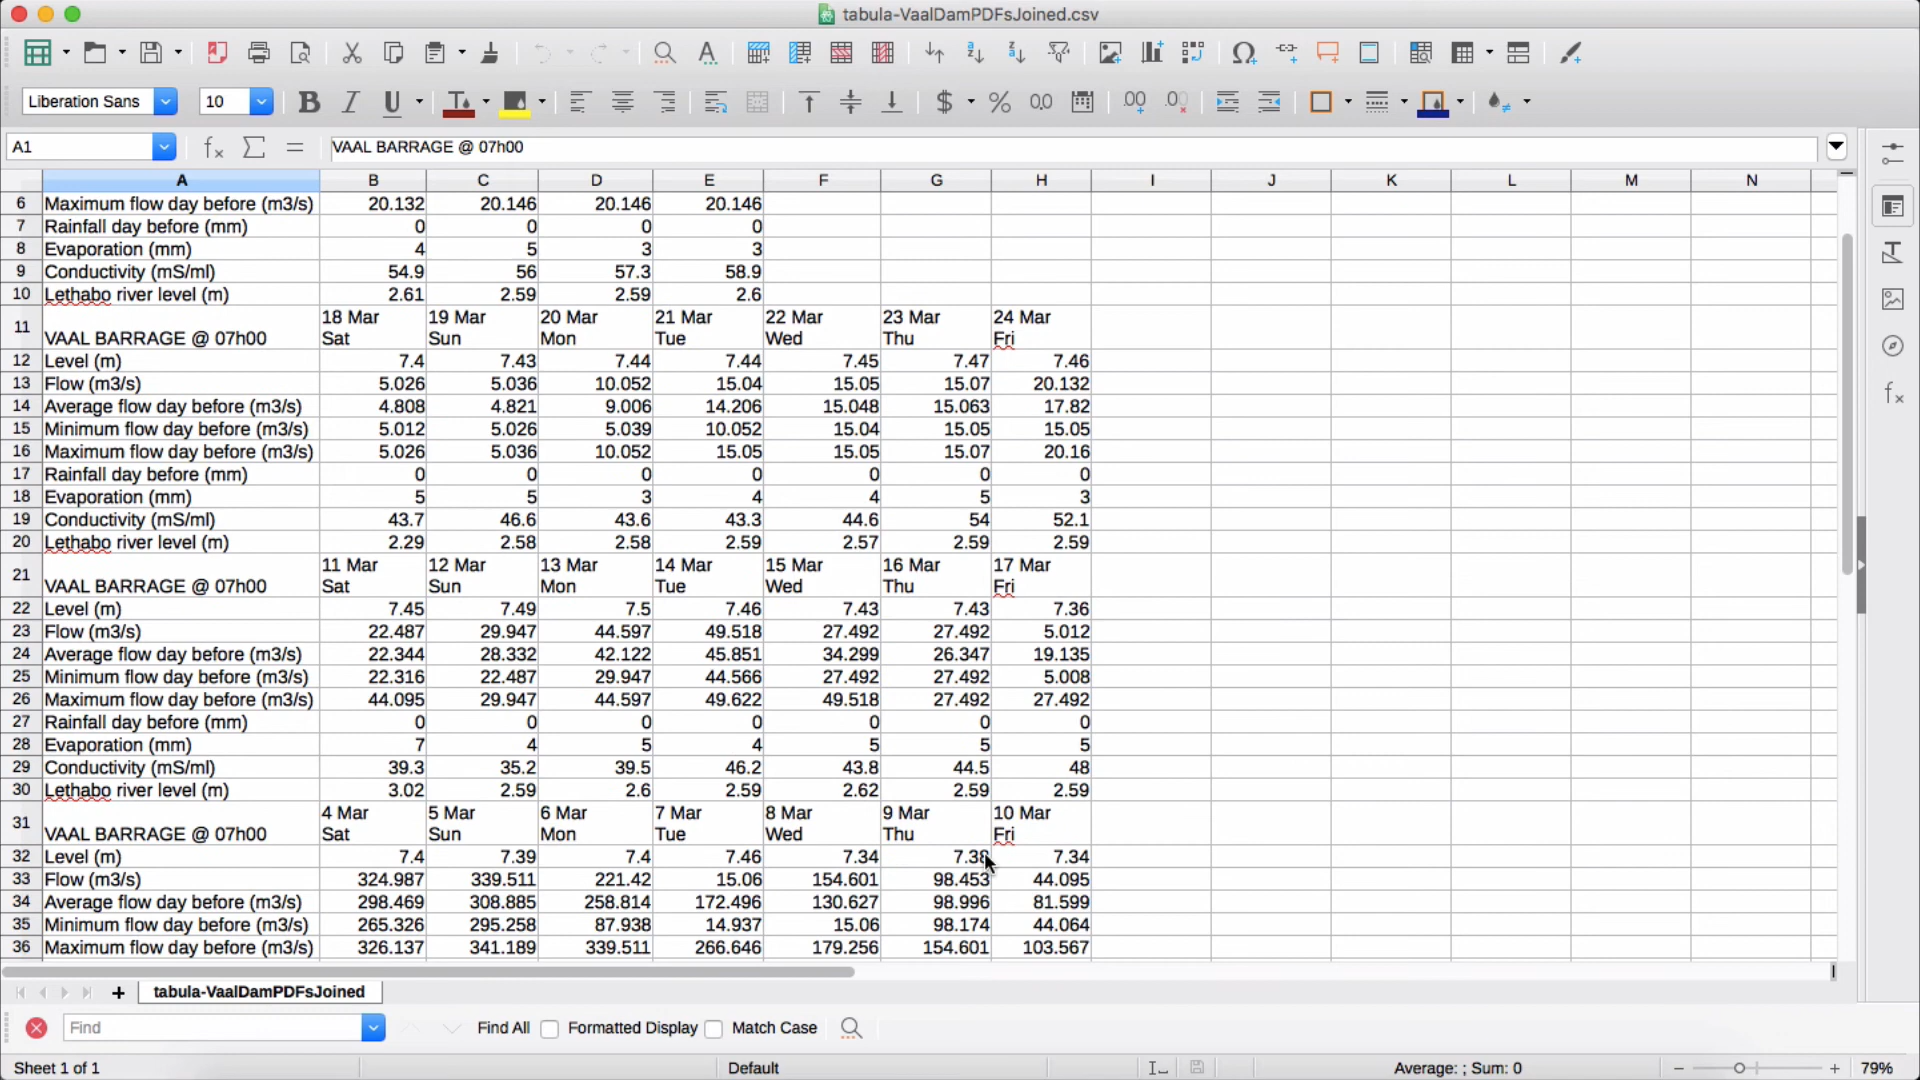 tabula-VaalDamPDFsJoined.csv
Liberation Sans 10
A1 VAAL BARRAGE @ 07h00
A B C D E F G H I J K L M N
6 Maximum flow day before (m3/s) 20.132 20.146 20.146 20.146
7 Rainfall day before (mm) 0 0 0 0
8 Evaporation (mm) 4 5 3 3
9 Conductivity (mS/ml) 54.9 56 57.3 58.9
10 Lethabo river level (m) 2.61 2.59 2.59 2.6
18 Mar 19 Mar 20 Mar 21 Mar 22 Mar 23 Mar 24 Mar
11 VAAL BARRAGE @ 07h00 Sat Sun Mon Tue Wed Thu Fri
12 Level (m) 7.4 7.43 7.44 7.44 7.45 7.47 7.46
13 Flow (m3/s) 5.026 5.036 10.052 15.04 15.05 15.07 20.132
14 Average flow day before (m3/s) 4.808 4.821 9.006 14.206 15.048 15.063 17.82
15 Minimum flow day before (m3/s) 5.012 5.026 5.039 10.052 15.04 15.05 15.05
16 Maximum flow day before (m3/s) 5.026 5.036 10.052 15.05 15.05 15.07 20.16
17 Rainfall day before (mm) 0 0 0 0 0 0 0
18 Evaporation (mm) 5 5 3 4 4 5 3
19 Conductivity (mS/ml) 43.7 46.6 43.6 43.3 44.6 54 52.1
20 Lethabo river level (m) 2.29 2.58 2.58 2.59 2.57 2.59 2.59
11 Mar 12 Mar 13 Mar 14 Mar 15 Mar 16 Mar 17 Mar
21 VAAL BARRAGE @ 07h00 Sat Sun Mon Tue Wed Thu Fri
22 Level (m) 7.45 7.49 7.5 7.46 7.43 7.43 7.36
23 Flow (m3/s) 22.487 29.947 44.597 49.518 27.492 27.492 5.012
24 Average flow day before (m3/s) 22.344 28.332 42.122 45.851 34.299 26.347 19.135
25 Minimum flow day before (m3/s) 22.316 22.487 29.947 44.566 27.492 27.492 5.008
26 Maximum flow day before (m3/s) 44.095 29.947 44.597 49.622 49.518 27.492 27.492
27 Rainfall day before (mm) 0 0 0 0 0 0 0
28 Evaporation (mm) 7 4 5 4 5 5 5
29 Conductivity (mS/ml) 39.3 35.2 39.5 46.2 43.8 44.5 48
30 Lethabo river level (m) 3.02 2.59 2.6 2.59 2.62 2.59 2.59
4 Mar 5 Mar 6 Mar 7 Mar 8 Mar 9 Mar 10 Mar
31 VAAL BARRAGE @ 07h00 Sat Sun Mon Tue Wed Thu Fri
32 Level (m) 7.4 7.39 7.4 7.46 7.34 7.38 7.34
33 Flow (m3/s) 324.987 339.511 221.42 15.06 154.601 98.453 44.095
34 Average flow day before (m3/s) 298.469 308.885 258.814 172.496 130.627 98.996 81.599
35 Minimum flow day before (m3/s) 265.326 295.258 87.938 14.937 15.06 98.174 44.064
36 Maximum flow day before (m3/s) 326.137 341.189 339.511 266.646 179.256 154.601 103.567
tabula-VaalDamPDFsJoined
Find Find All Formatted Display Match Case
Sheet 1 of 1 Default Average: ; Sum: 0 79%